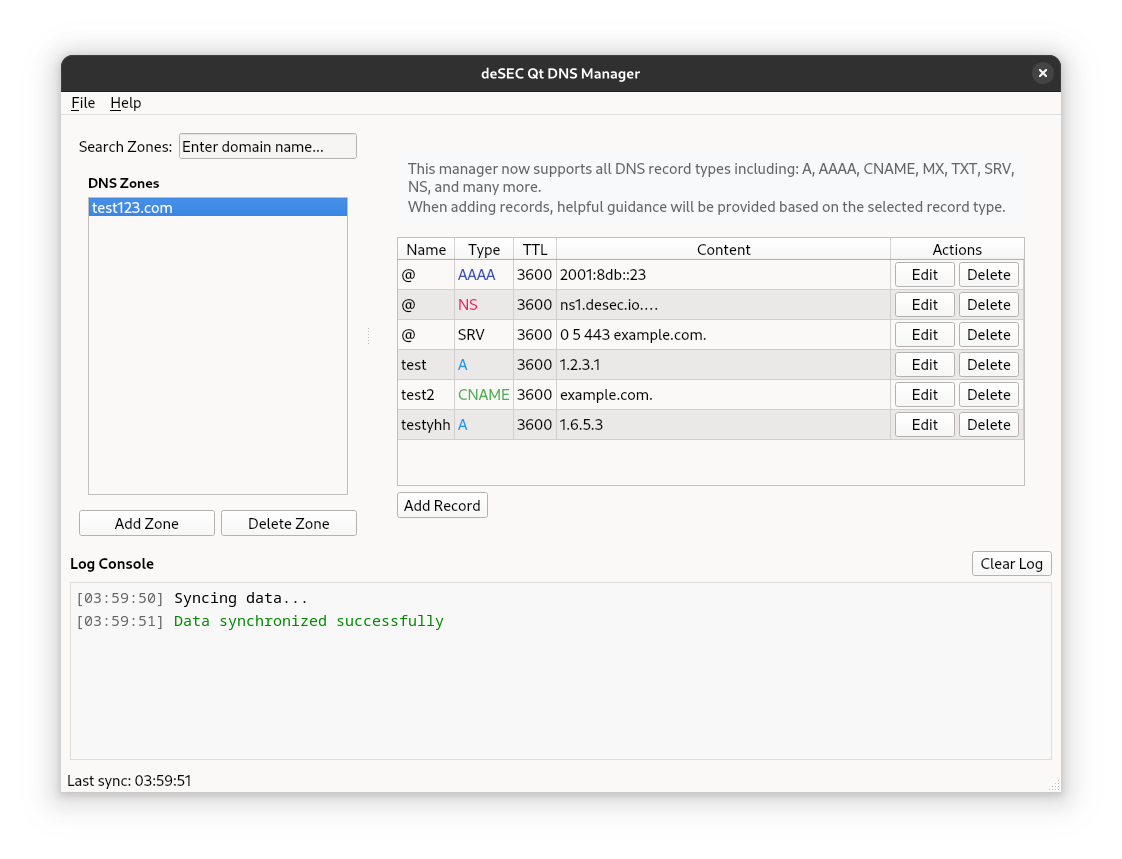 deSEC Qt DNS Manager
File Help
Search Zones: Enter domain name...
DNS Zones
test123.com
Add Zone Delete Zone
This manager now supports all DNS record types including: A, AAAA, CNAME, MX, TXT, SRV,
NS, and many more.
When adding records, helpful guidance will be provided based on the selected record type.
Name Type TTL Content Actions
@ AAAA 3600 2001:8db::23 Edit Delete
@ NS 3600 ns1.desec.io.… Edit Delete
@ SRV 3600 0 5 443 example.com. Edit Delete
test A 3600 1.2.3.1 Edit Delete
test2 CNAME 3600 example.com. Edit Delete
testyhh A 3600 1.6.5.3 Edit Delete
Add Record
Log Console Clear Log
[03:59:50] Syncing data...
[03:59:51] Data synchronized successfully
Last sync: 03:59:51